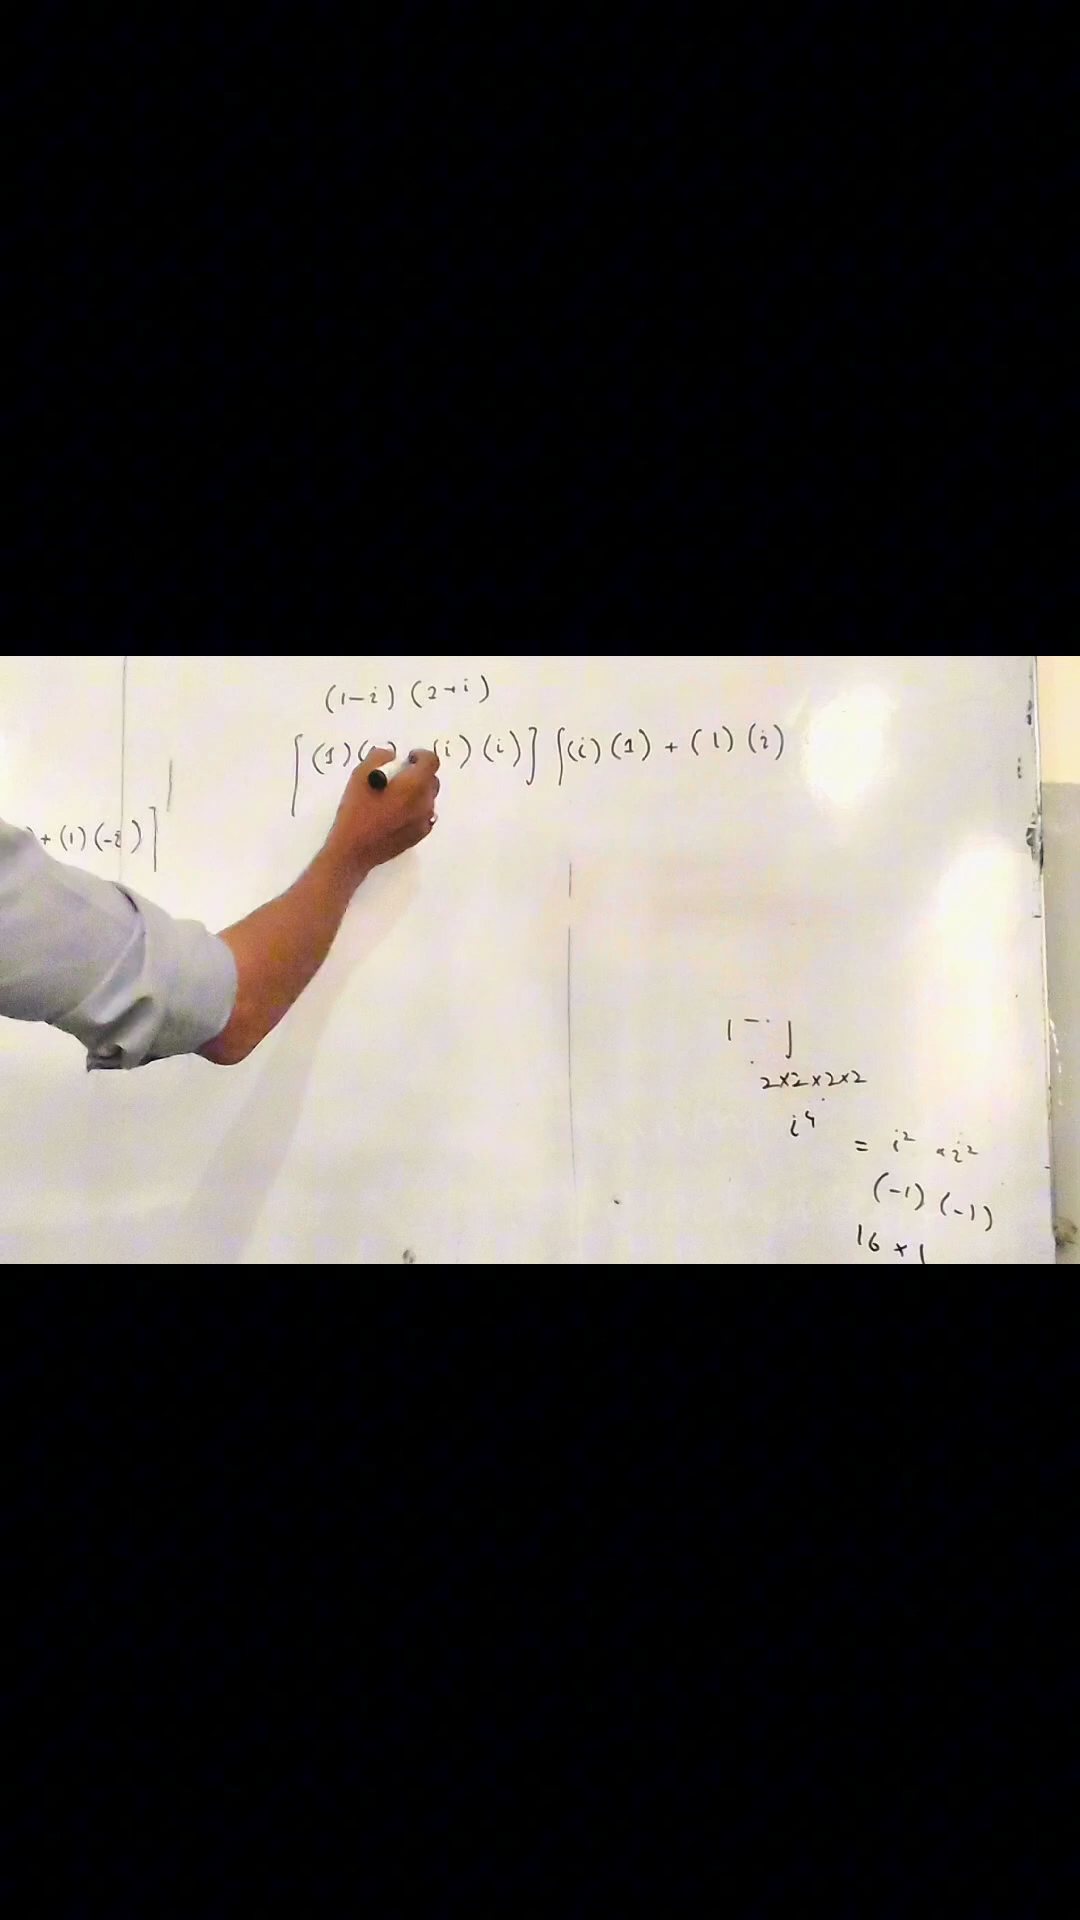 (1-i) (2+i)
[(1)( (i)(i)] [(i)(1) + (1)(i)
+ (1)(-i)]
2×2×2×2
i⁴
= i² × i²
(-1)(-1)
16 × 1